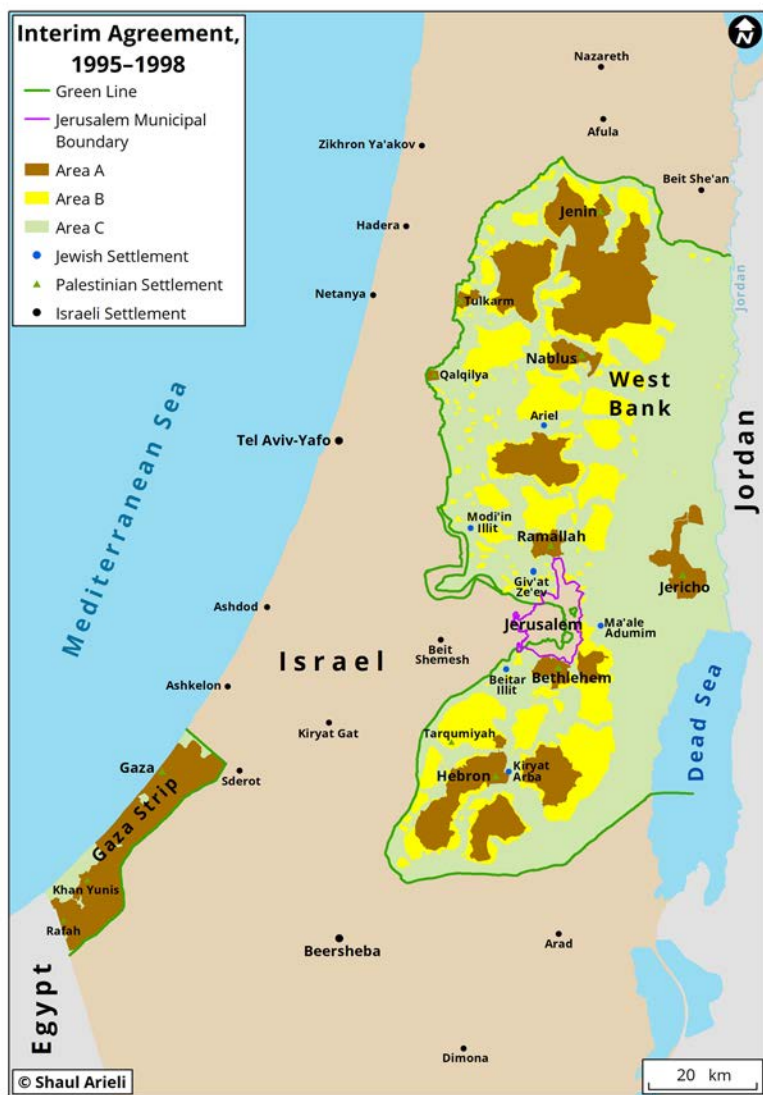 Interim Agreement,
1995–1998
Green Line
Jerusalem Municipal
Boundary
Area A
Area B
Area C
Jewish Settlement
Palestinian Settlement
Israeli Settlement
N
Nazareth
Afula
Zikhron Ya'akov
Beit She'an
Jenin
Hadera
Netanya
Tulkarm
Jordan
Nablus
Qalqilya
West
Bank
Ariel
Tel Aviv-Yafo
Mediterranean Sea
Jordan
Modi'in
Illit
Ramallah
Giv'at
Ze'ev
Jericho
Ashdod
Jerusalem
Ma'ale
Adumim
Beit
Shemesh
Israel
Beitar
Illit
Bethlehem
Ashkelon
Kiryat Gat
Tarqumiyah
Dead Sea
Gaza
Sderot
Hebron
Kiryat
Arba
Gaza Strip
Khan Yunis
Rafah
Beersheba
Arad
Egypt
Dimona
© Shaul Arieli
20 km